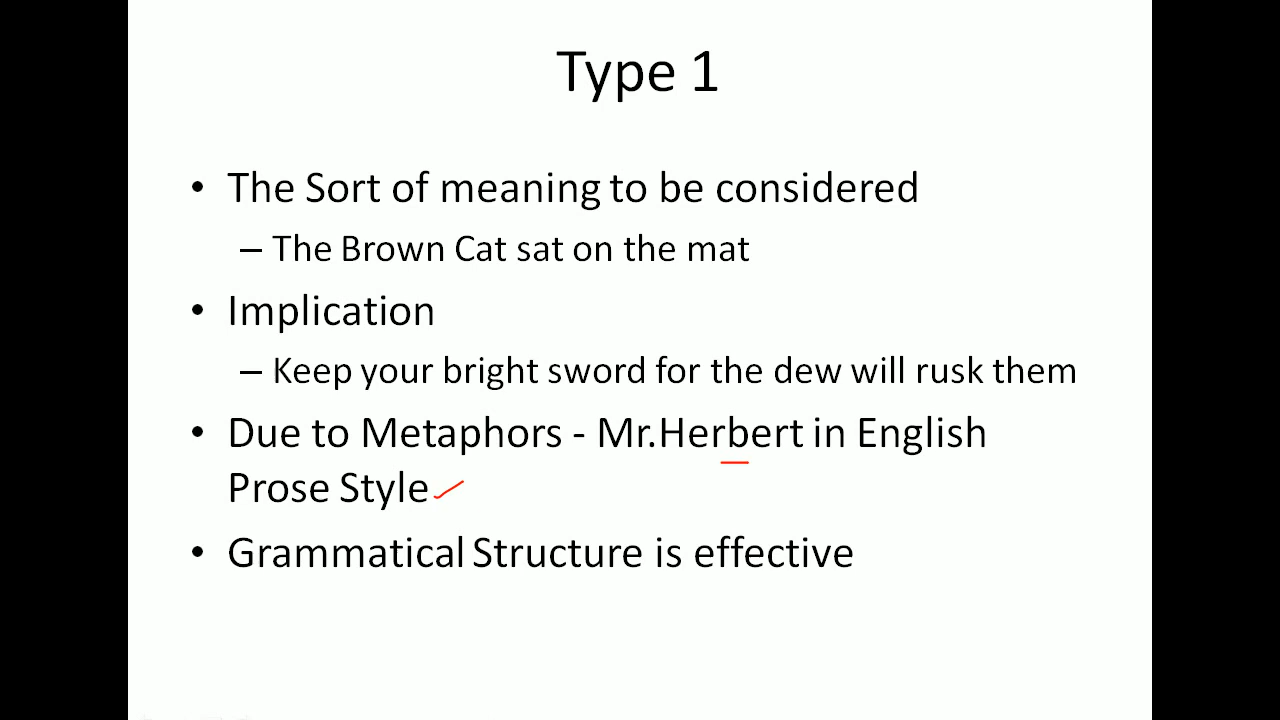 Type 1
• The Sort of meaning to be considered
– The Brown Cat sat on the mat
• Implication
– Keep your bright sword for the dew will rusk them
• Due to Metaphors - Mr.Herbert in English
Prose Style
• Grammatical Structure is effective